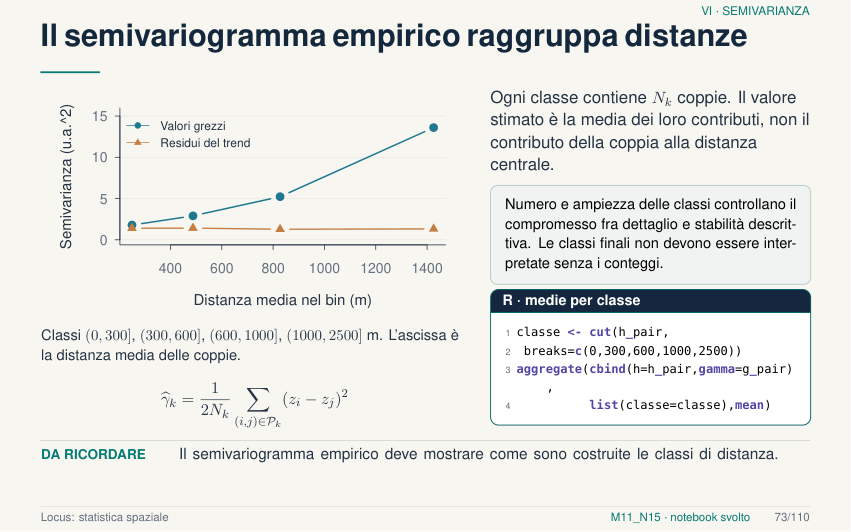 VI · SEMIVARIANZA
Il semivariogramma empirico raggruppa distanze
Semivarianza (u.a.^2)
15
10
5
0
Valori grezzi
Residui del trend
400 600 800 1000 1200 1400
Distanza media nel bin (m)
Classi (0, 300], (300, 600], (600, 1000], (1000, 2500] m. L'ascissa è
la distanza media delle coppie.
γ̂_k = 1/(2N_k) ∑_{(i,j)∈𝒫_k} (z_i − z_j)^2
Ogni classe contiene N_k coppie. Il valore
stimato è la media dei loro contributi, non il
contributo della coppia alla distanza
centrale.
Numero e ampiezza delle classi controllano il
compromesso fra dettaglio e stabilità descrit-
tiva. Le classi finali non devono essere inter-
pretate senza i conteggi.
R · medie per classe
1 classe <- cut(h_pair,
2 breaks=c(0,300,600,1000,2500))
3 aggregate(cbind(h=h_pair,gamma=g_pair)
,
4 list(classe=classe),mean)
DA RICORDARE Il semivariogramma empirico deve mostrare come sono costruite le classi di distanza.
Locus: statistica spaziale
M11_N15 · notebook svolto 73/110